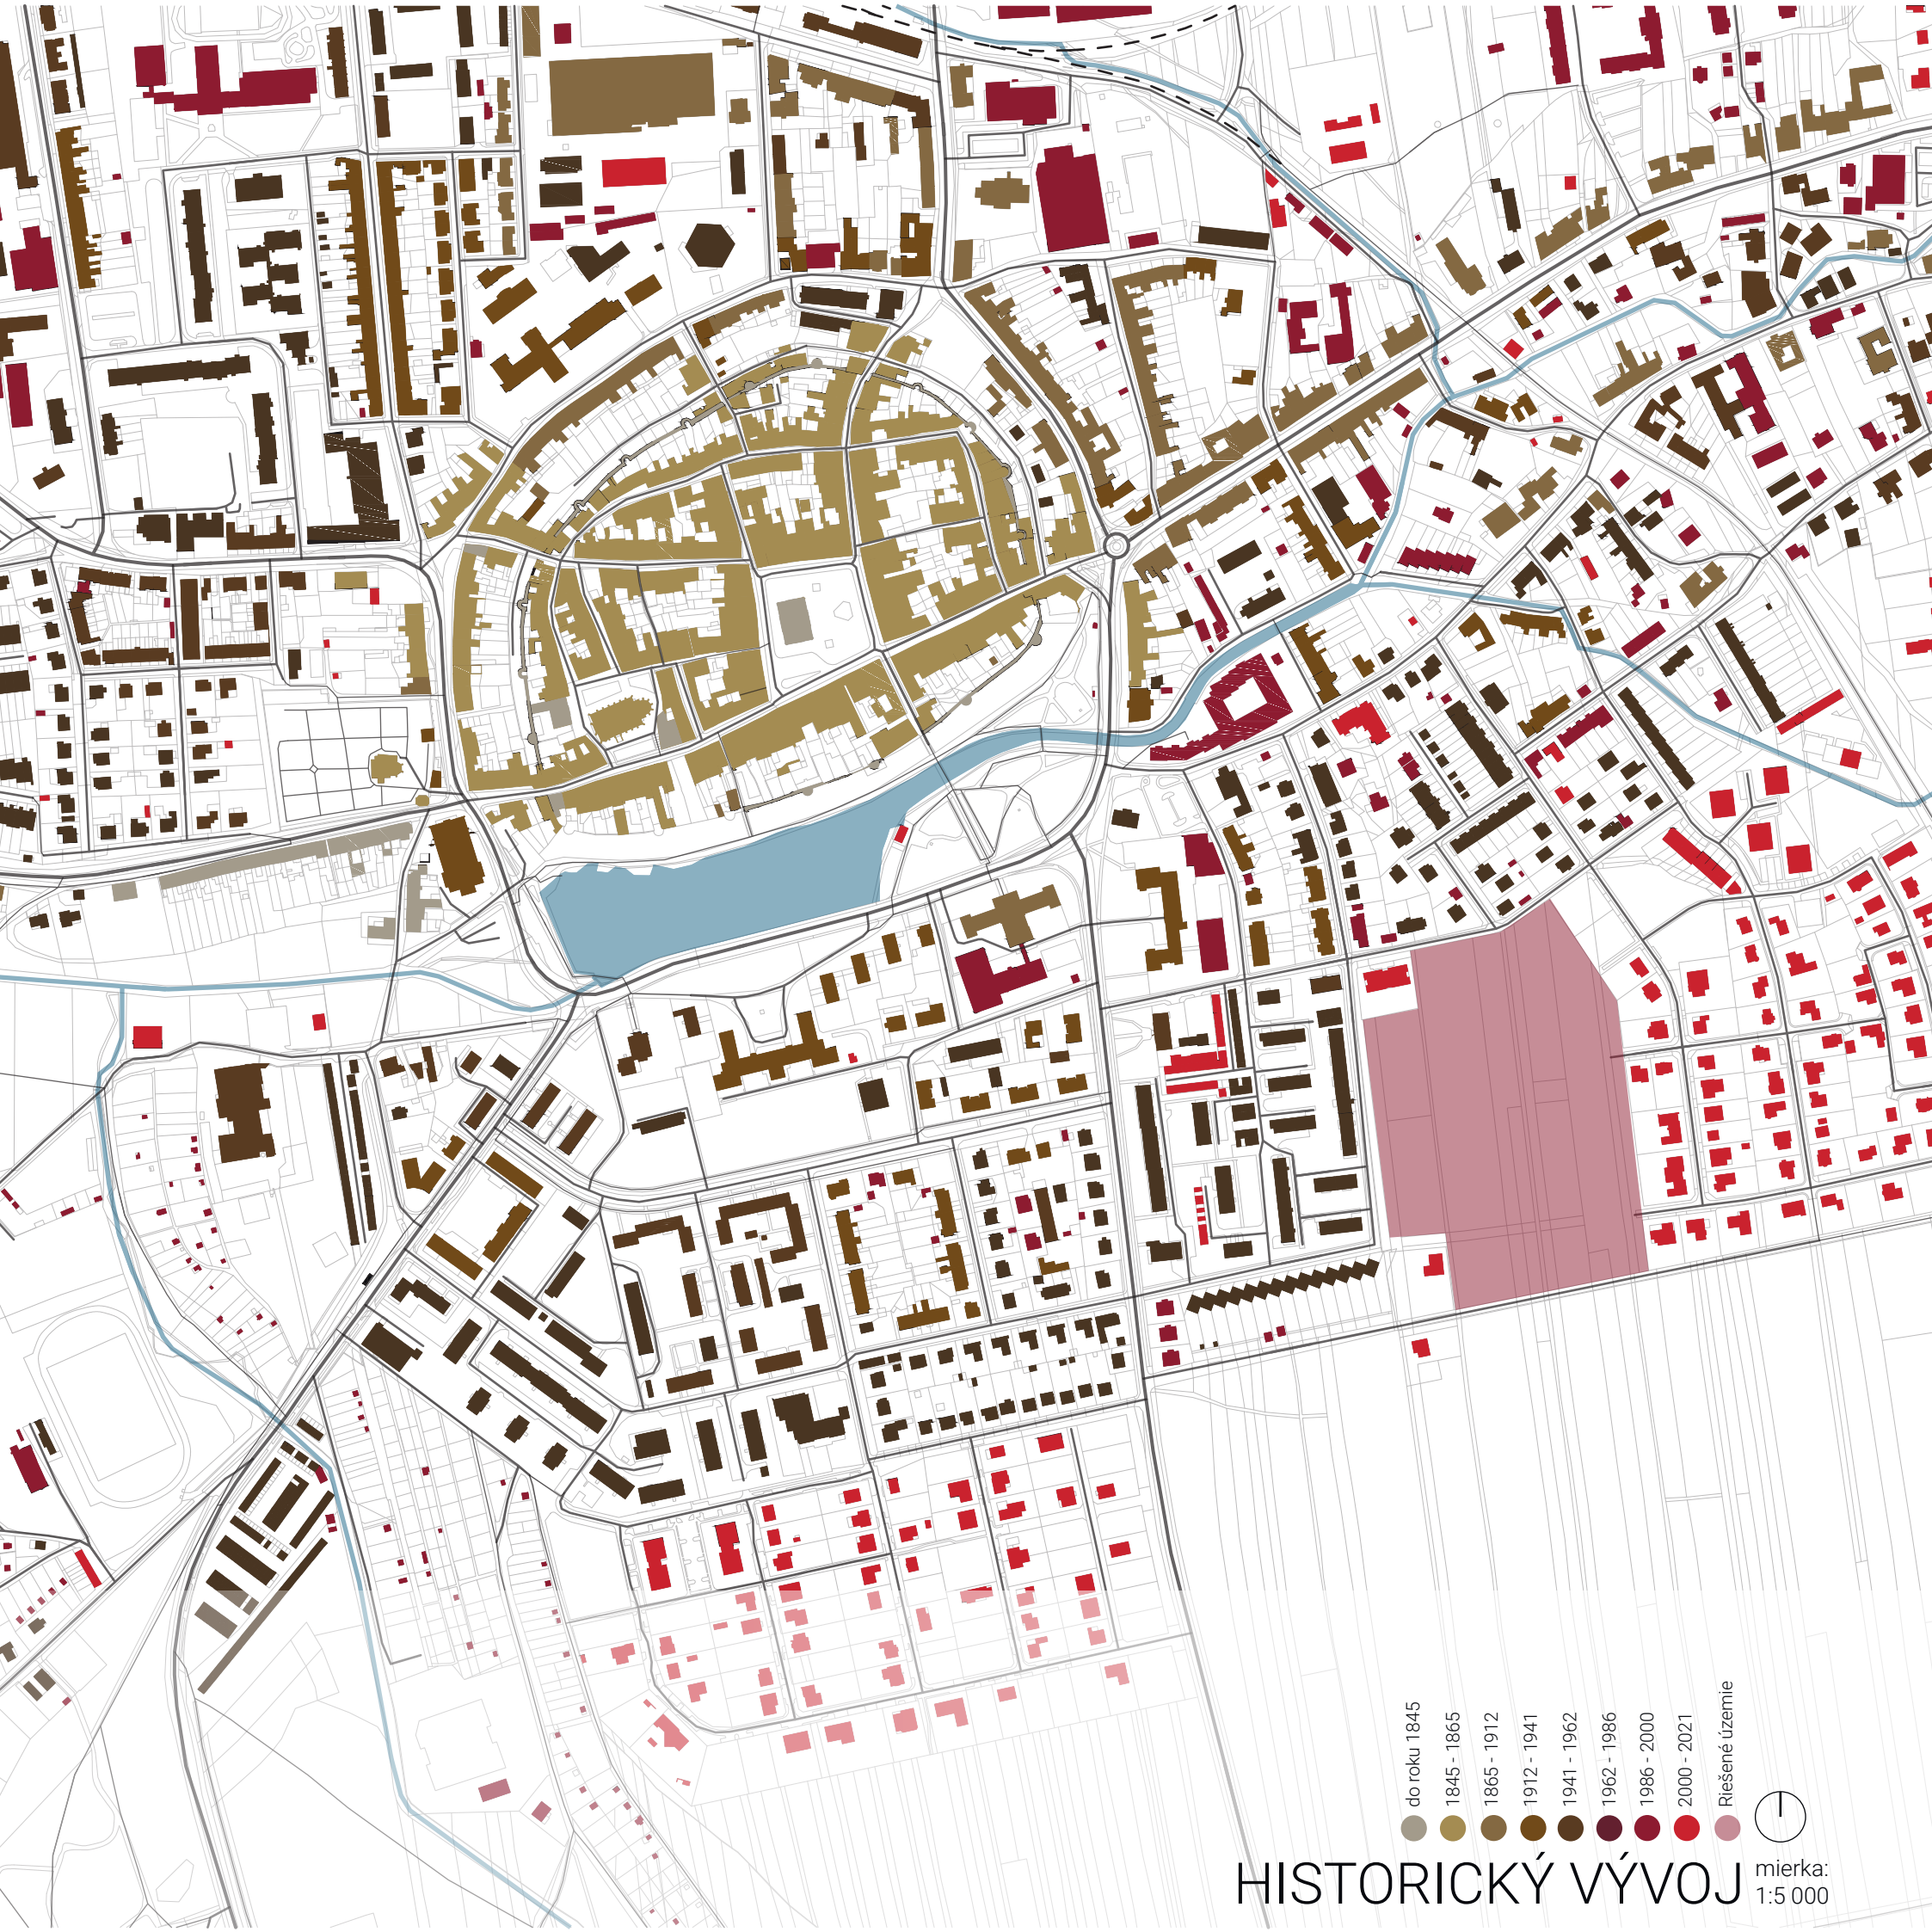 do roku 1845
1845 - 1865
1865 - 1912
1912 - 1941
1941 - 1962
1962 - 1986
1986 - 2000
2000 - 2021
Riešené územie
HISTORICKÝ VÝVOJ
mierka:
1:5 000